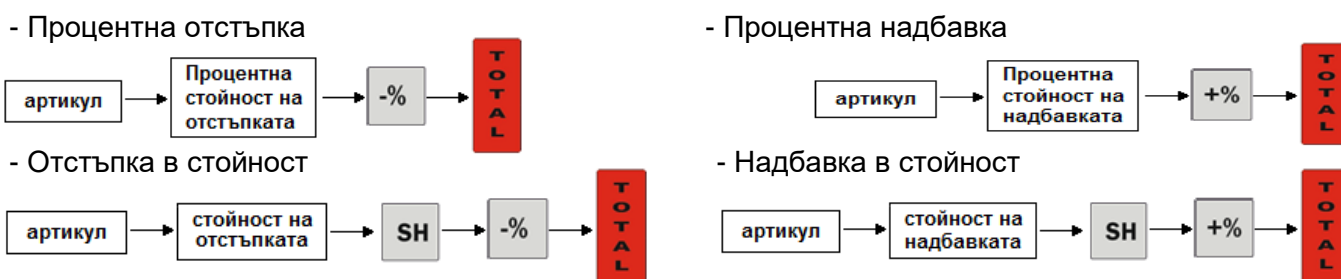 - Процентна отстъпка
артикул
Процентна
стойност на
отстъпката
-%
TOTAL
- Процентна надбавка
артикул
Процентна
стойност на
надбавката
+%
TOTAL
- Отстъпка в стойност
артикул
стойност на
отстъпката
SH
-%
TOTAL
- Надбавка в стойност
артикул
стойност на
надбавката
SH
+%
TOTAL